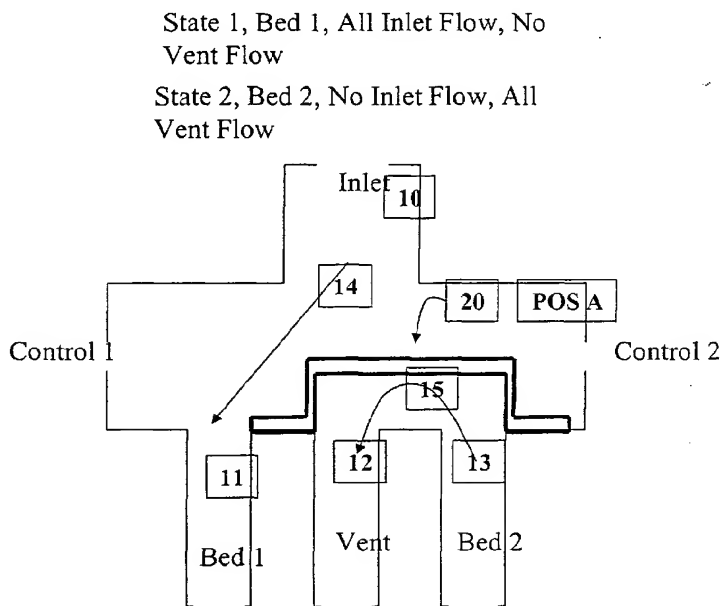 State 1, Bed 1, All Inlet Flow, No
Vent Flow
State 2, Bed 2, No Inlet Flow, All
Vent Flow
Inlet
10
14
20
POS A
Control 1
Control 2
15
11
12
13
Bed 1
Vent
Bed 2